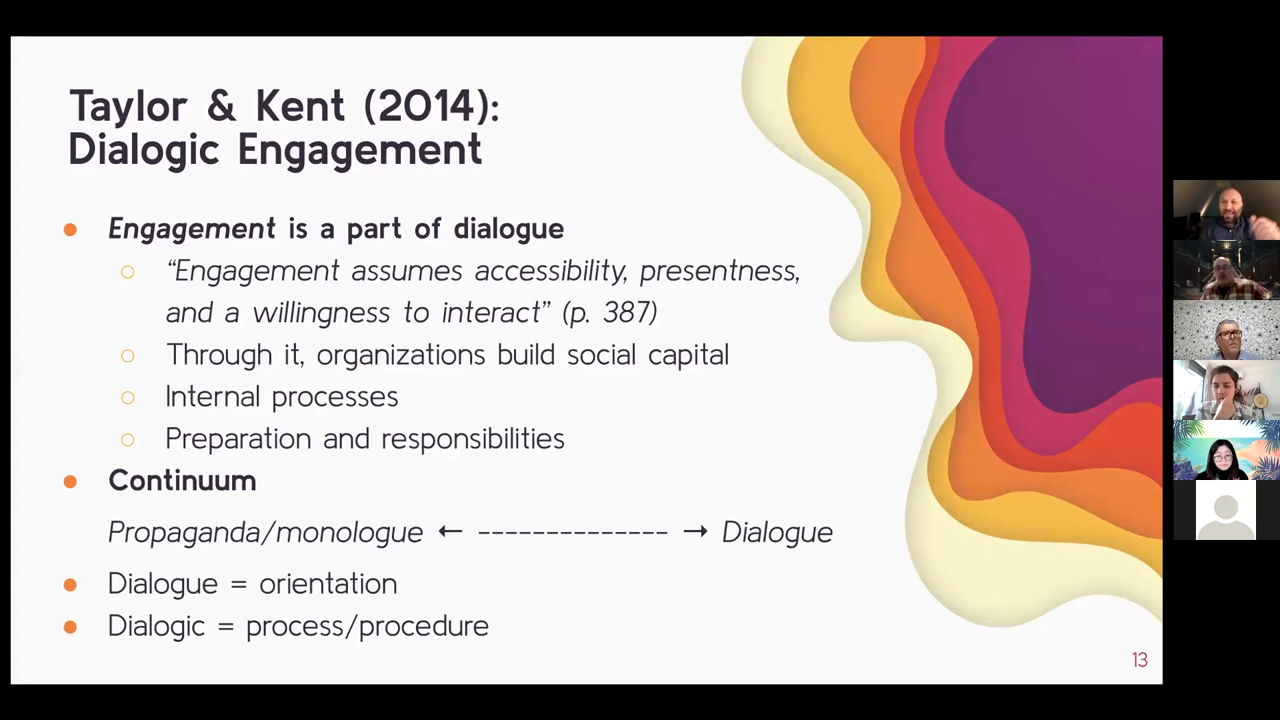 Taylor & Kent (2014):
Dialogic Engagement
● Engagement is a part of dialogue
○ “Engagement assumes accessibility, presentness,
and a willingness to interact” (p. 387)
○ Through it, organizations build social capital
○ Internal processes
○ Preparation and responsibilities
● Continuum
Propaganda/monologue ← -------------- → Dialogue
● Dialogue = orientation
● Dialogic = process/procedure
13